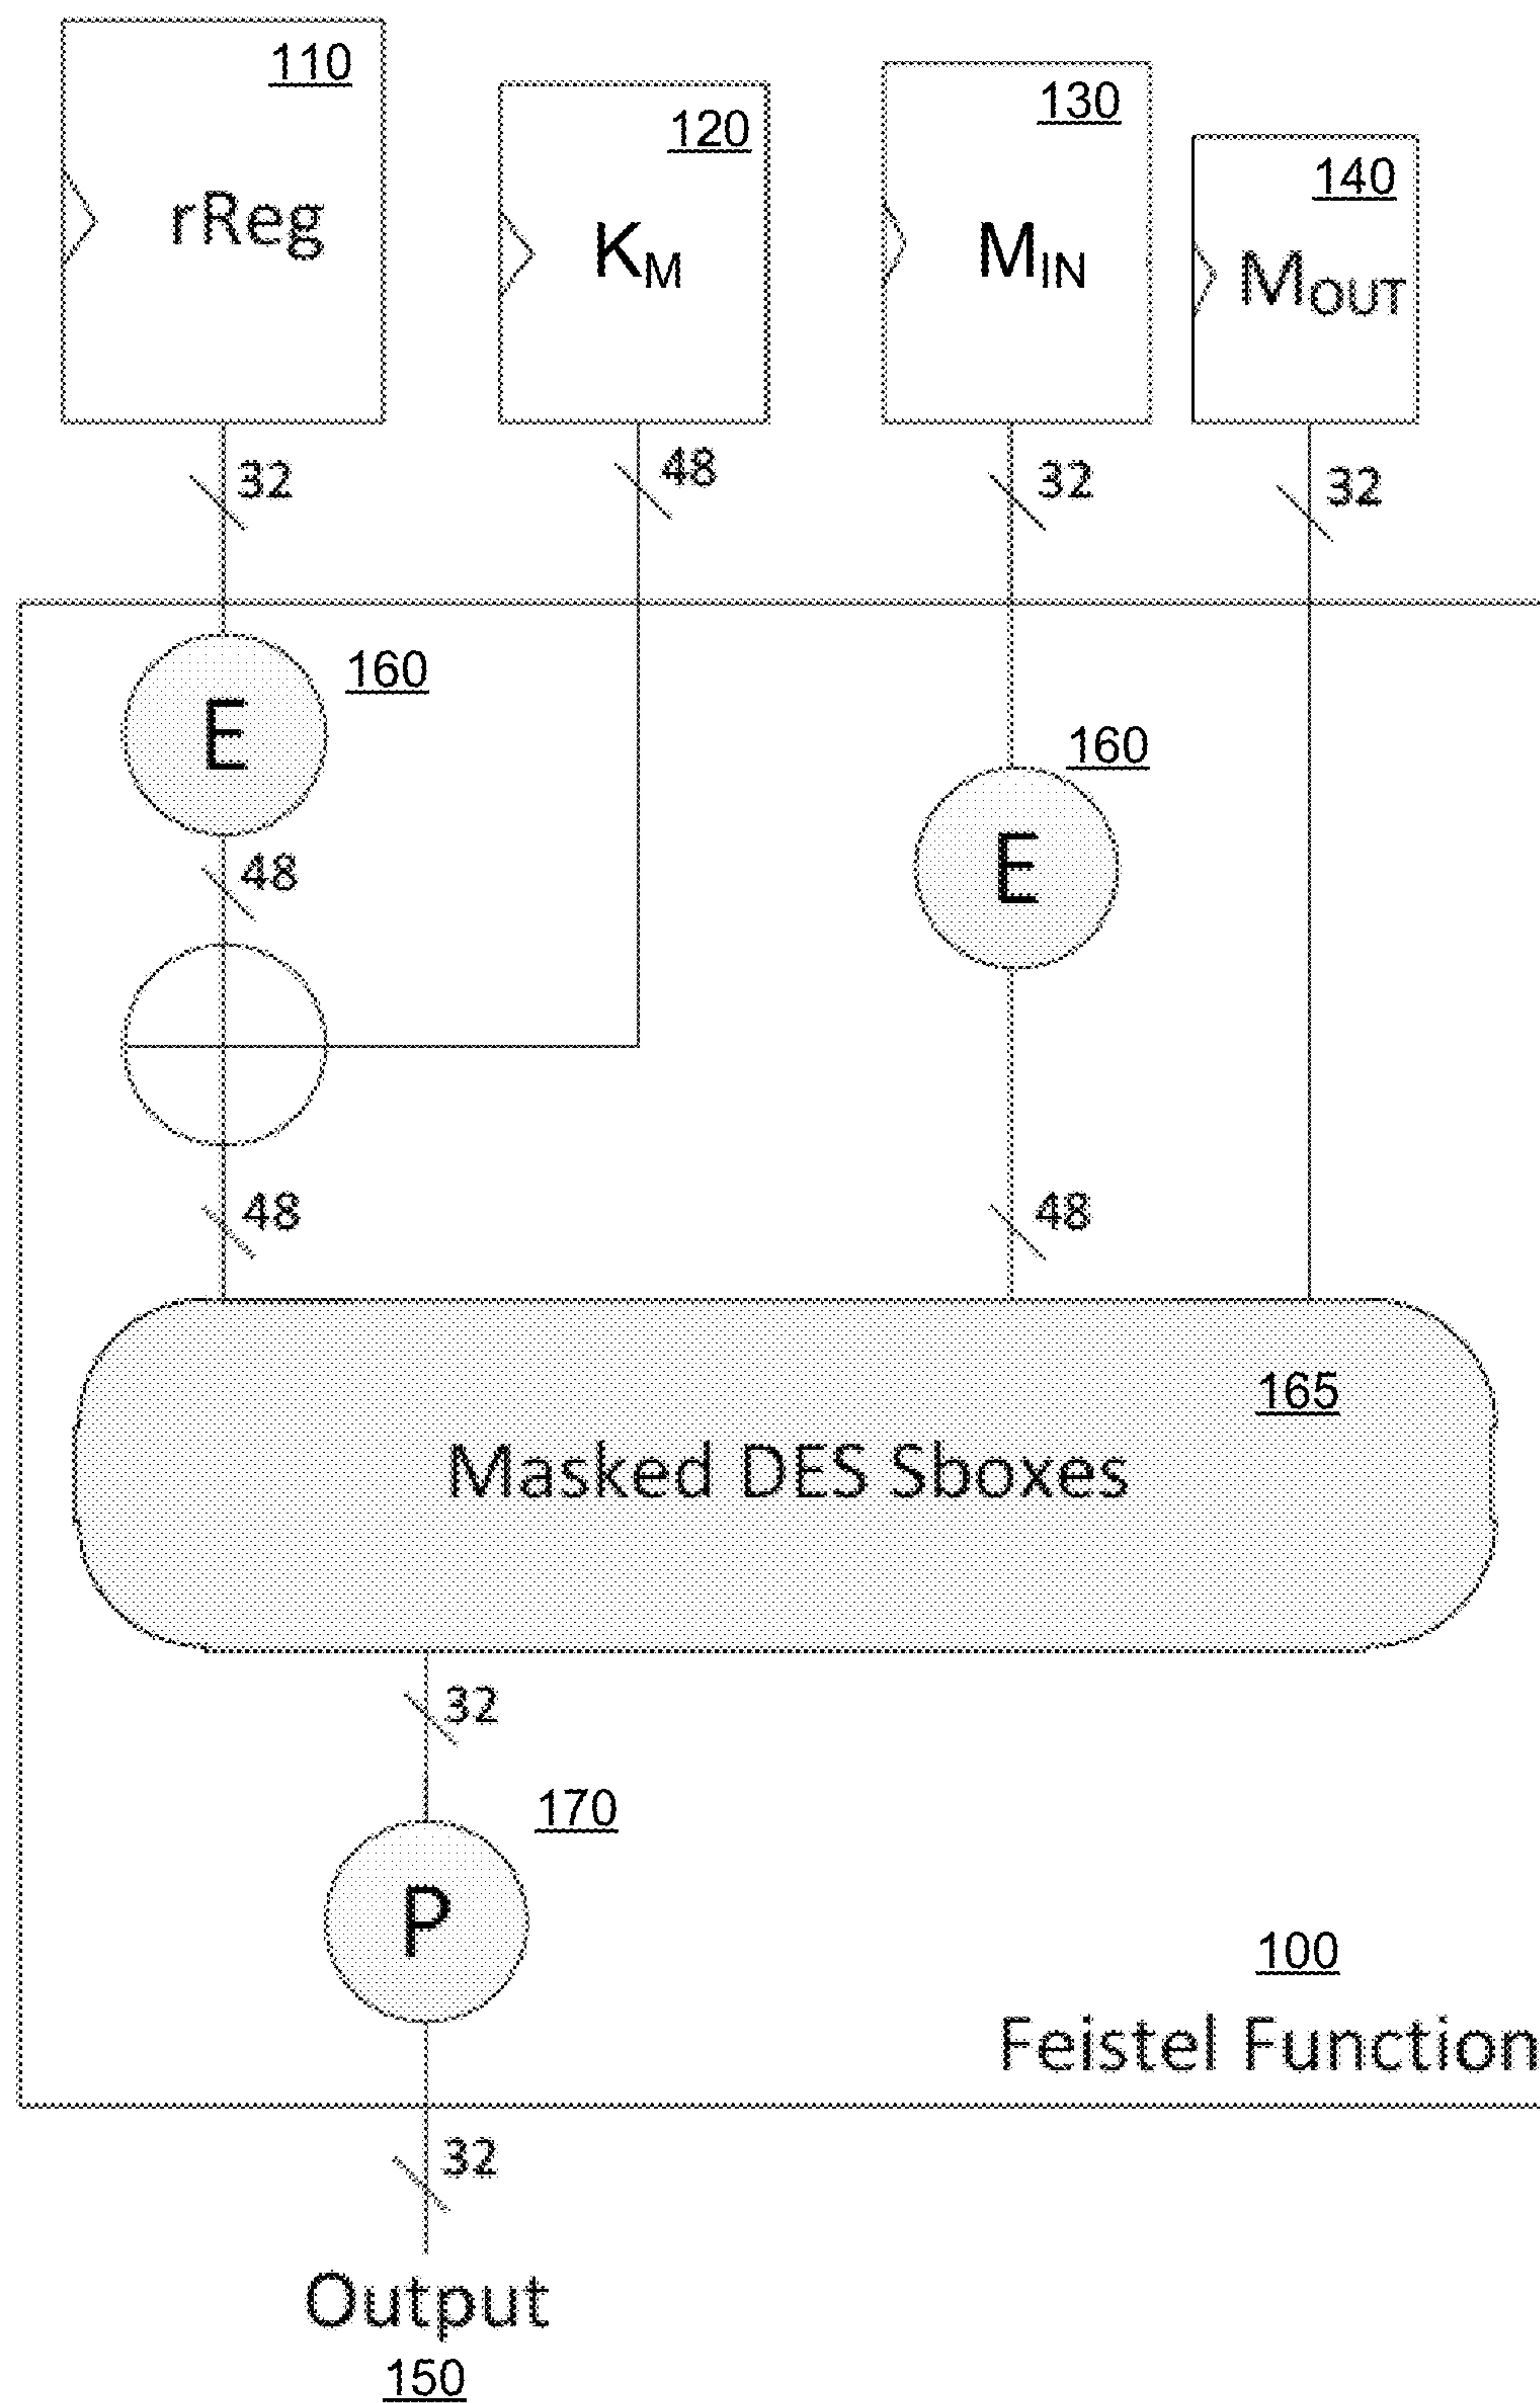 110
rReg
120
KM
130
MIN
140
MOUT
32
48
32
32
E
160
160
E
48
48
48
165
Masked DES Sboxes
32
170
P
100
Feistel Function
32
Output
150